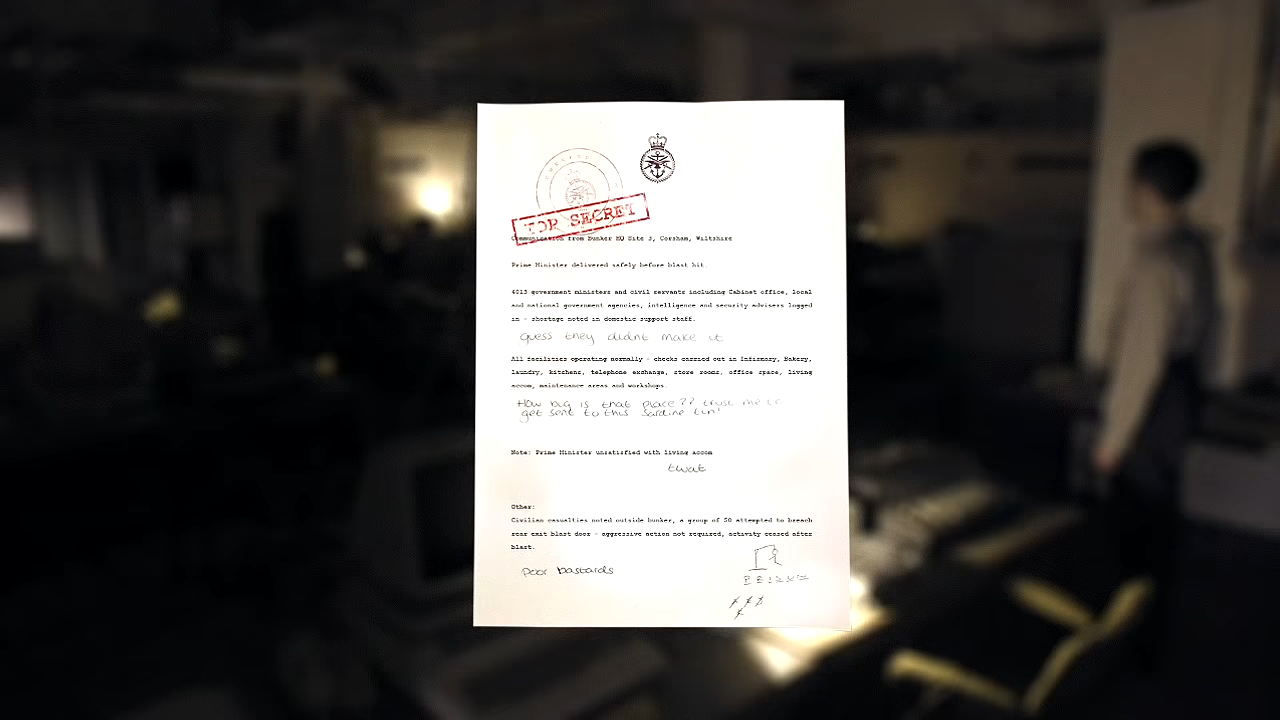 TOP SECRET
Communication from Bunker HQ Site 3, Corsham, Wiltshire
Prime Minister delivered safely before blast hit.
4013 government ministers and civil servants including Cabinet office, local
and national government agencies, intelligence and security advisers logged
in - shortage noted in domestic support staff.
guess they didnt make it
All facilities operating normally - checks carried out in Infirmary, Bakery,
laundry, kitchens, telephone exchange, store rooms, office space, living
accom, maintenance areas and workshops.
How big is that place?? trust me to
get sent to this sardine tin!
Note: Prime Minister unsatisfied with living accom
twat
Other:
Civilian casualties noted outside bunker, a group of 50 attempted to breach
rear exit blast door - aggressive action not required, activity ceased after
blast.
Poor bastards